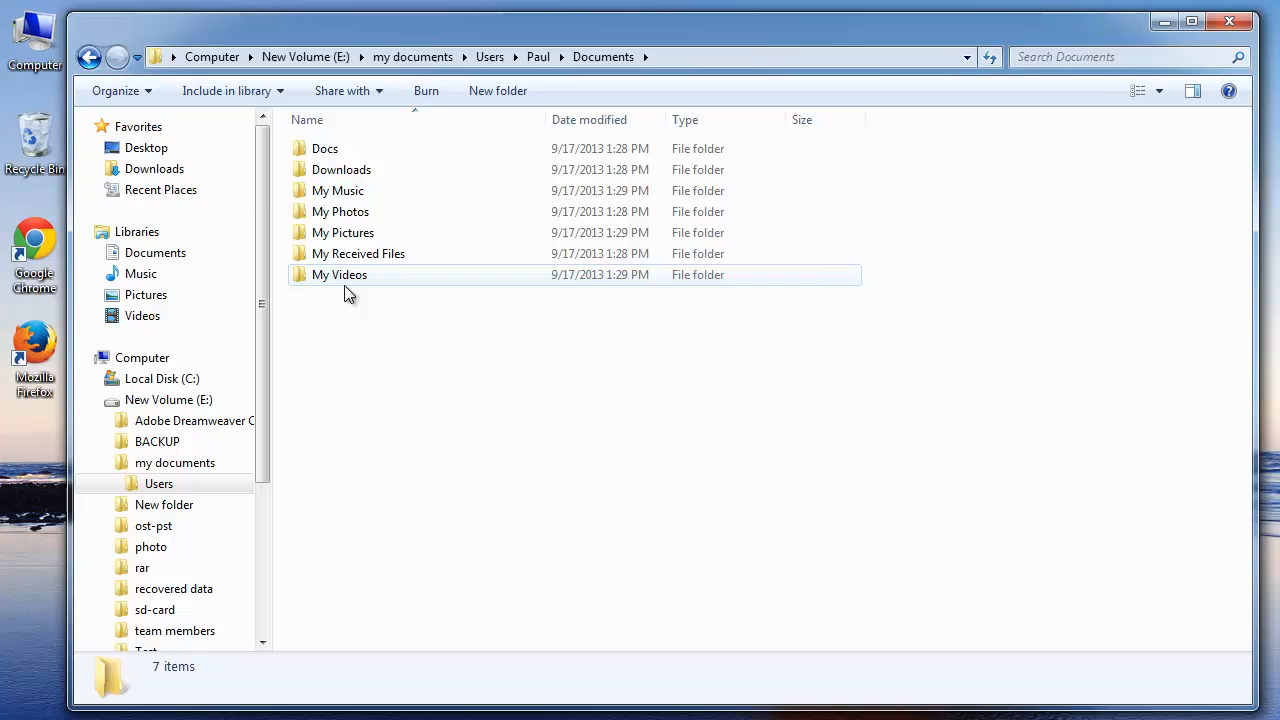 Computer
Recycle Bin
Google
Chrome
Mozilla
Firefox
Computer New Volume (E:) my documents Users Paul Documents
Search Documents
Organize Include in library Share with Burn New folder
Favorites
Desktop
Downloads
Recent Places
Libraries
Documents
Music
Pictures
Videos
Computer
Local Disk (C:)
New Volume (E:)
Adobe Dreamweaver C
BACKUP
my documents
Users
New folder
ost-pst
photo
rar
recovered data
sd-card
team members
Name Date modified Type Size
Docs 9/17/2013 1:28 PM File folder
Downloads 9/17/2013 1:28 PM File folder
My Music 9/17/2013 1:29 PM File folder
My Photos 9/17/2013 1:28 PM File folder
My Pictures 9/17/2013 1:29 PM File folder
My Received Files 9/17/2013 1:28 PM File folder
My Videos 9/17/2013 1:29 PM File folder
7 items